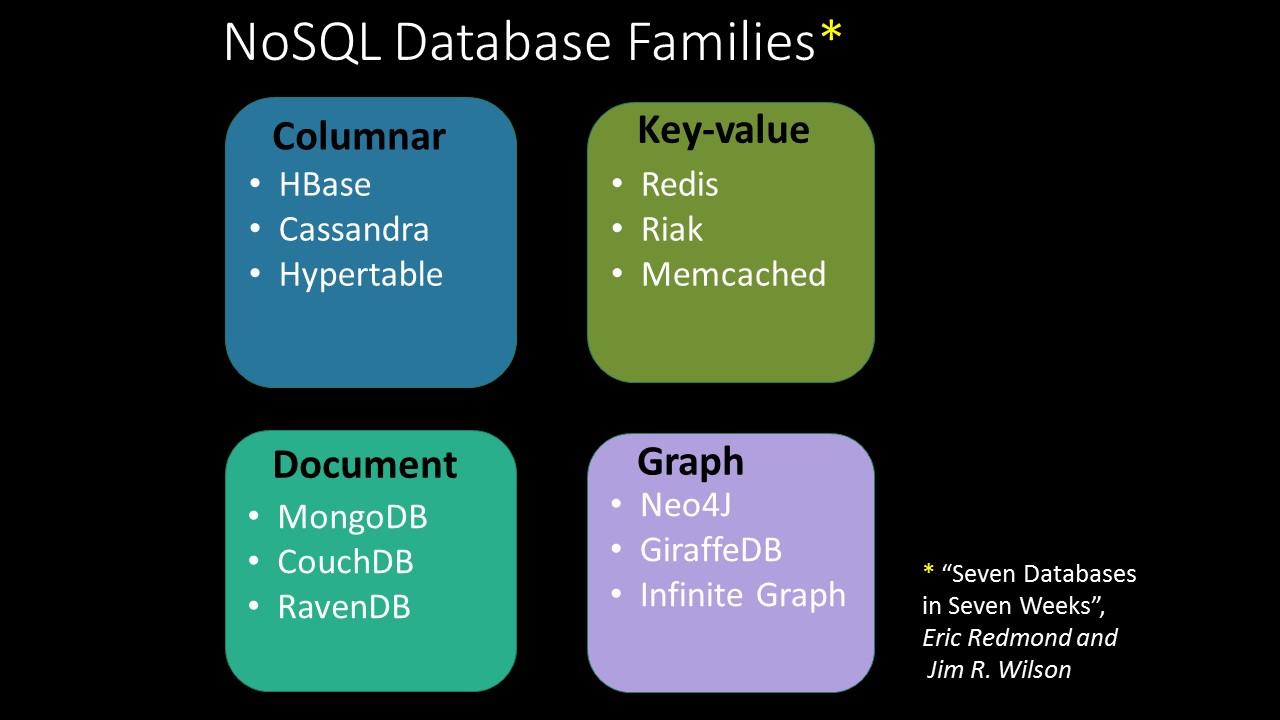 NoSQL Database Families*
Columnar
• HBase
• Cassandra
• Hypertable
Key-value
• Redis
• Riak
• Memcached
Document
• MongoDB
• CouchDB
• RavenDB
Graph
• Neo4J
• GiraffeDB
• Infinite Graph
* “Seven Databases
in Seven Weeks”,
Eric Redmond and
Jim R. Wilson